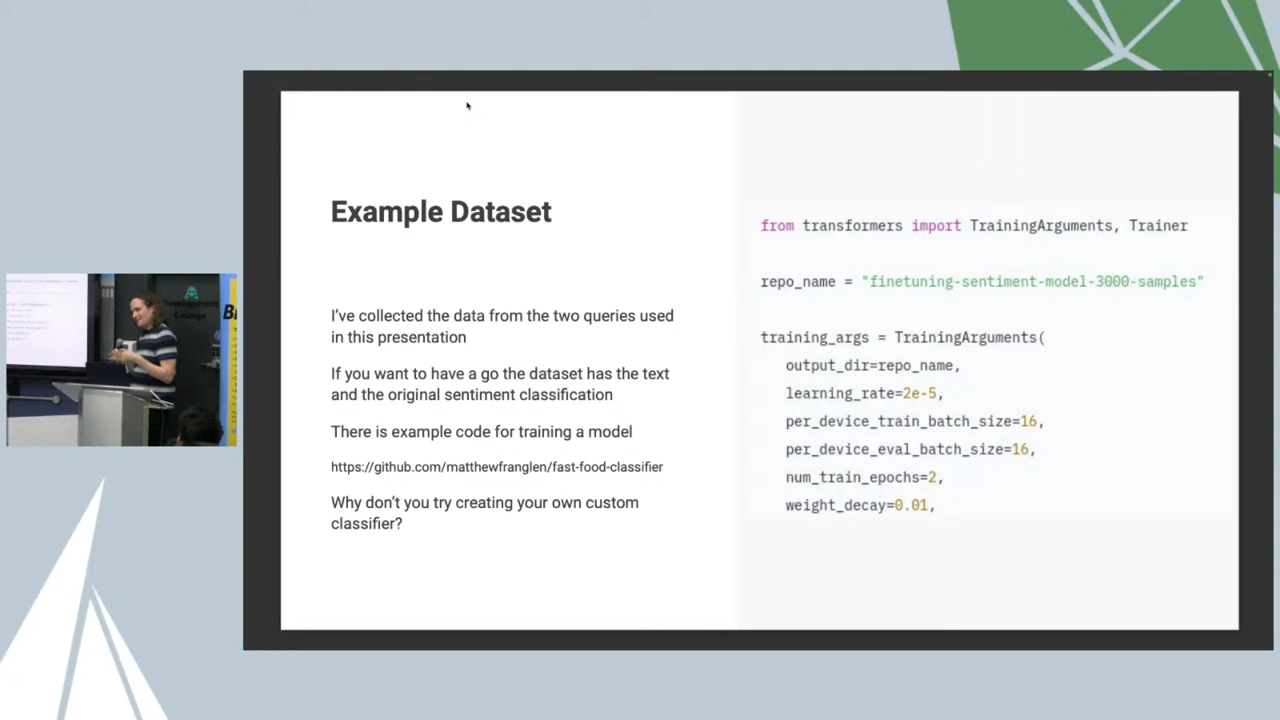 Example Dataset
I've collected the data from the two queries used
in this presentation
If you want to have a go the dataset has the text
and the original sentiment classification
There is example code for training a model
https://github.com/matthewfranglen/fast-food-classifier
Why don't you try creating your own custom
classifier?
from transformers import TrainingArguments, Trainer
repo_name = "finetuning-sentiment-model-3000-samples"
training_args = TrainingArguments(
output_dir=repo_name,
learning_rate=2e-5,
per_device_train_batch_size=16,
per_device_eval_batch_size=16,
num_train_epochs=2,
weight_decay=0.01,
Development
Lounge